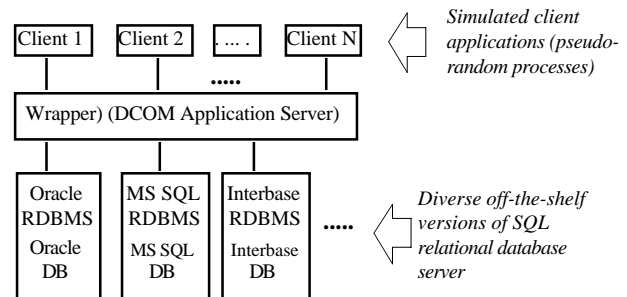 Client 1
Client 2
. ... .
Client N
Simulated client
applications (pseudo-
random processes)
.....
Wrapper) (DCOM Application Server)
Oracle
RDBMS
Oracle
DB
MS SQL
RDBMS
MS SQL
DB
Interbase
RDBMS
Interbase
DB
.....
Diverse off-the-shelf
versions of SQL
relational database
server